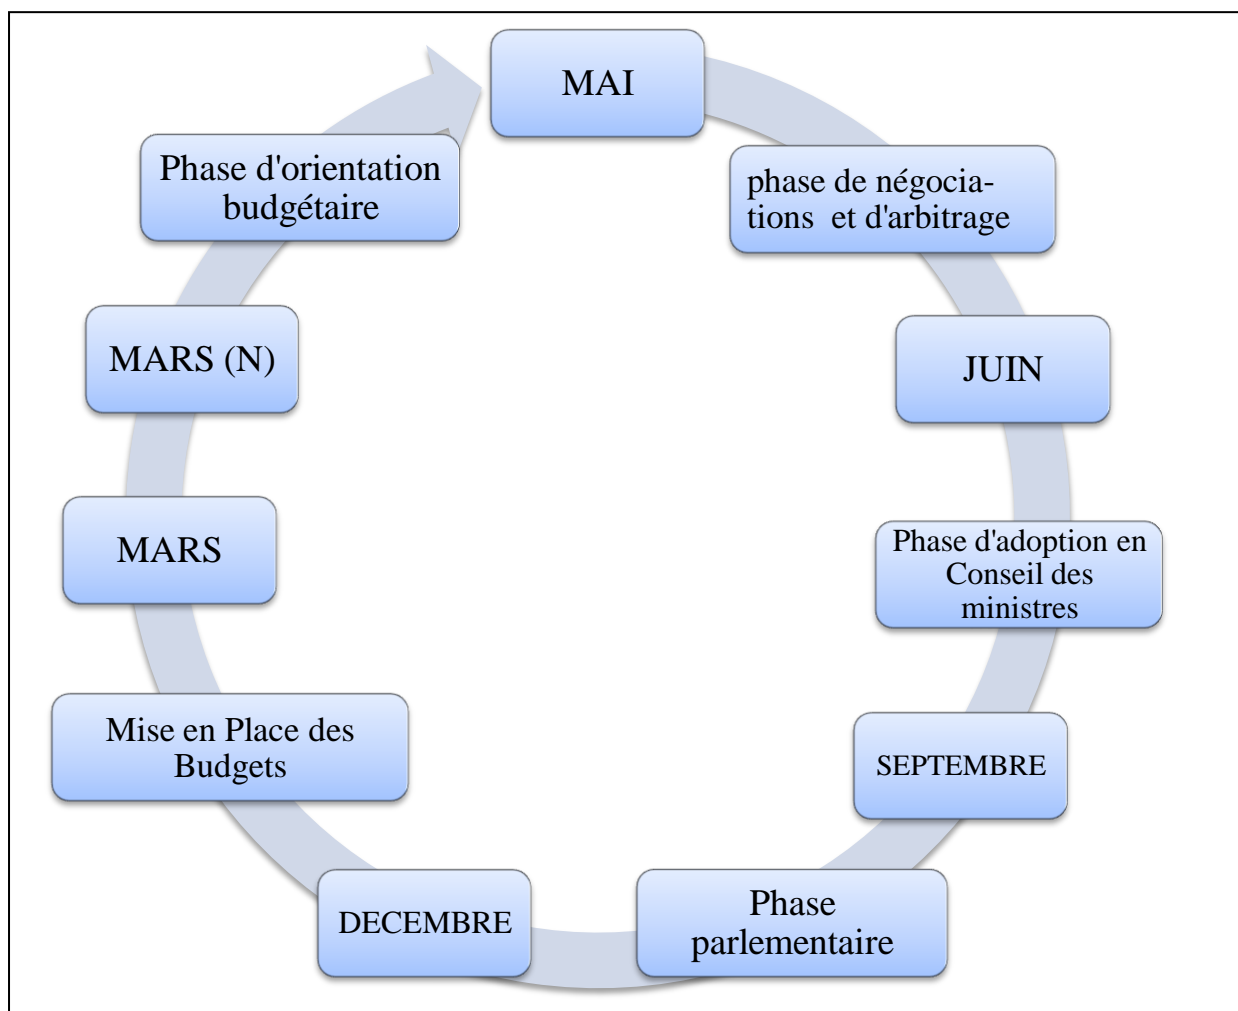 MAI
phase de négocia-
tions  et d'arbitrage
JUIN
Phase d'adoption en
Conseil des
ministres
SEPTEMBRE
Phase
parlementaire
DECEMBRE
Mise en Place des
Budgets
MARS
MARS (N)
Phase d'orientation
budgétaire